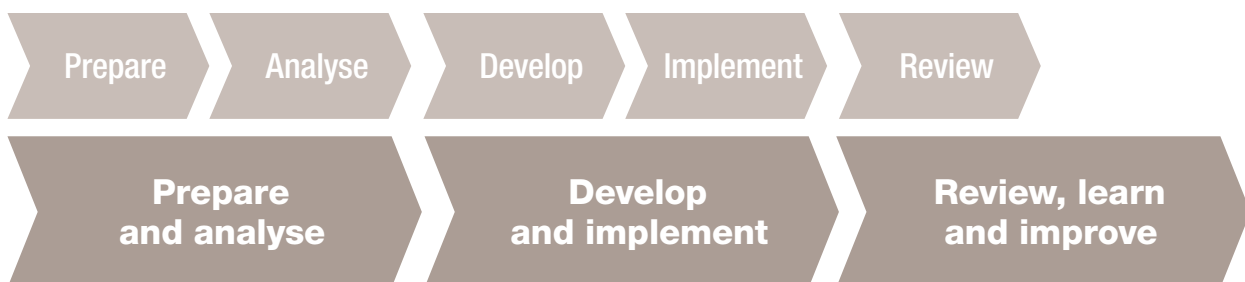 Prepare
Analyse
Develop
Implement
Review
Prepare
and analyse
Develop
and implement
Review, learn
and improve